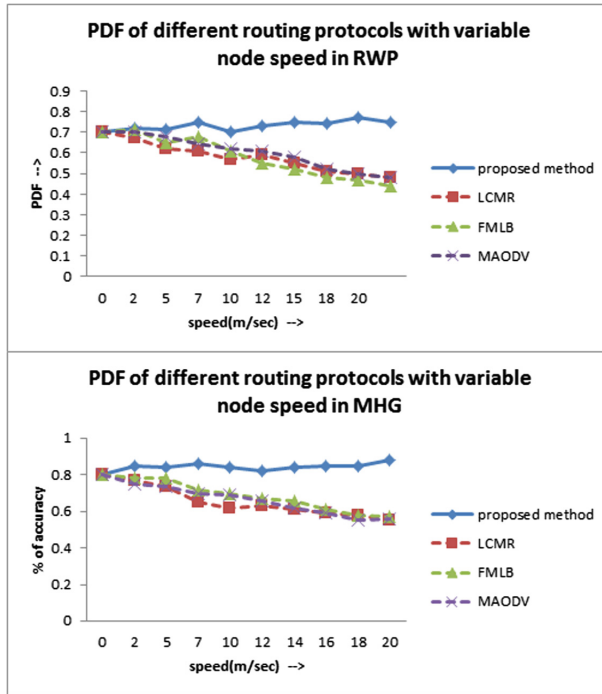 PDF of different routing protocols with variable
node speed in RWP
0.9
0.8
0.7
0.6
0.5
0.4
0.3
0.2
0.1
0
PDF -->
0 2 5 7 10 12 15 18 20
speed(m/sec) -->
proposed method
LCMR
FMLB
MAODV
PDF of different routing protocols with variable
node speed in MHG
1
0.8
0.6
0.4
0.2
0
% of accuracy
0 2 5 7 10 12 14 16 18 20
speed(m/sec) -->
proposed method
LCMR
FMLB
MAODV